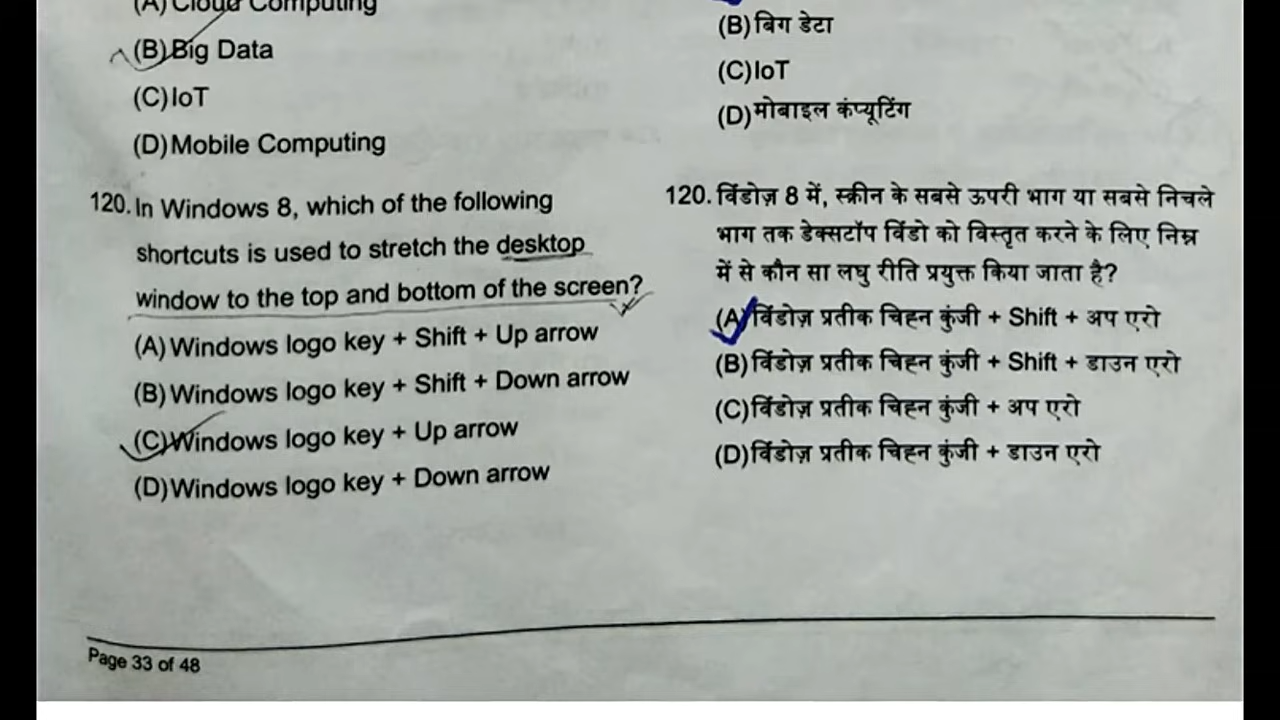 (A) Cloud Computing
(B) Big Data
(C) IoT
(D) Mobile Computing
120. In Windows 8, which of the following
shortcuts is used to stretch the desktop
window to the top and bottom of the screen?
(A) Windows logo key + Shift + Up arrow
(B) Windows logo key + Shift + Down arrow
(C) Windows logo key + Up arrow
(D) Windows logo key + Down arrow
(B) बिग डेटा
(C) IoT
(D) मोबाइल कंप्यूटिंग
120. विंडोज़ 8 में, स्क्रीन के सबसे ऊपरी भाग या सबसे निचले
भाग तक डेक्सटॉप विंडो को विस्तृत करने के लिए निम्न
में से कौन सा लघु रीति प्रयुक्त किया जाता है?
(A) विंडोज़ प्रतीक चिह्न कुंजी + Shift + अप एरो
(B) विंडोज़ प्रतीक चिह्न कुंजी + Shift + डाउन एरो
(C) विंडोज़ प्रतीक चिह्न कुंजी + अप एरो
(D) विंडोज़ प्रतीक चिह्न कुंजी + डाउन एरो
Page 33 of 48